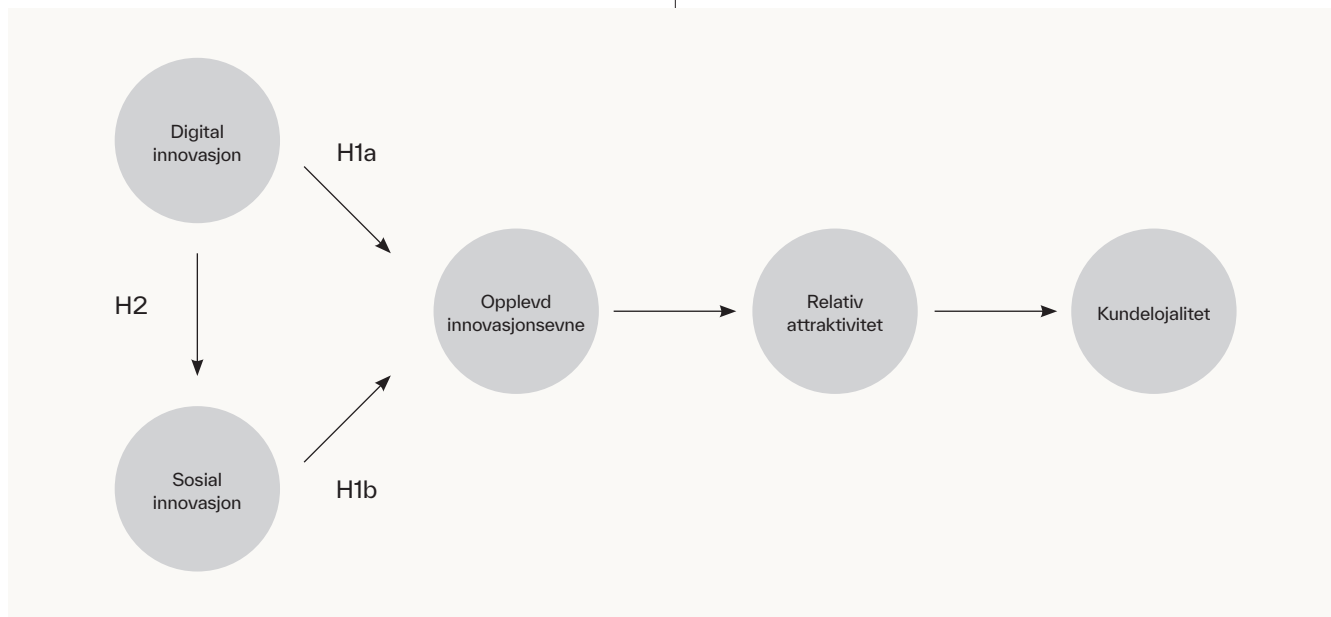 Digital
innovasjon
H1a
H2
Opplevd
innovasjonsevne
Relativ
attraktivitet
Kundelojalitet
Sosial
innovasjon
H1b